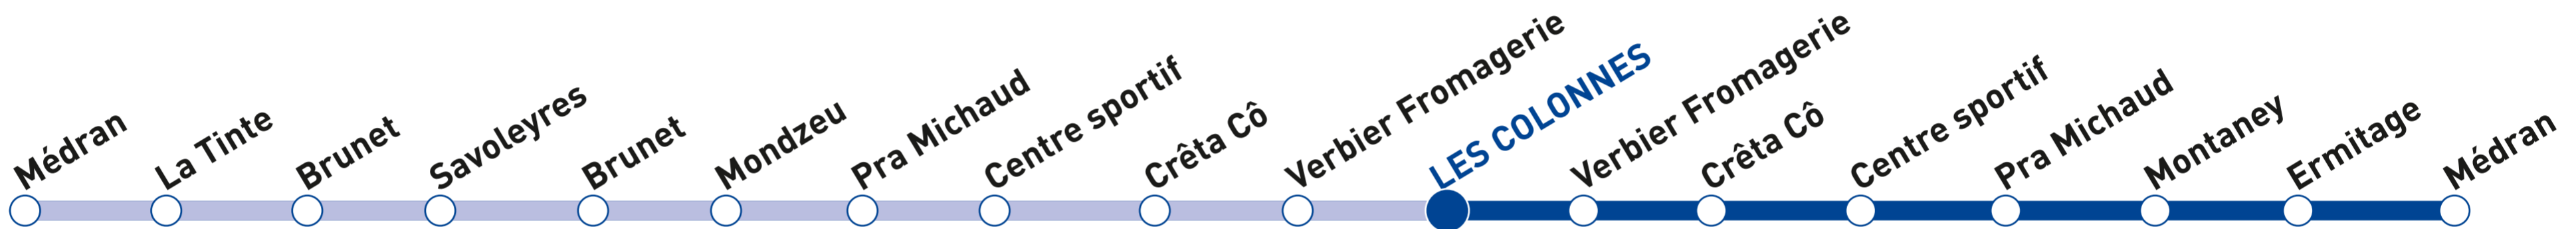 Médran
La Tinte
Brunet
Savoleyres
Brunet
Mondzeu
Pra Michaud
Centre sportif
Crêta Cô
Verbier Fromagerie
LES COLONNES
Verbier Fromagerie
Crêta Cô
Centre sportif
Pra Michaud
Montaney
Ermitage
Médran